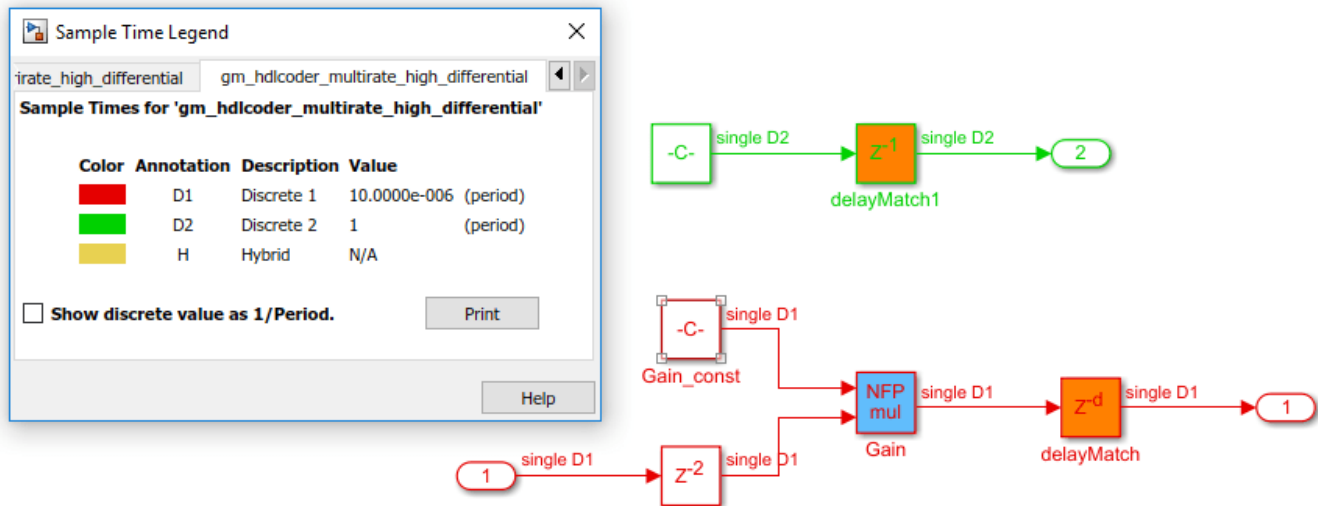 Sample Time Legend
rirate_high_differential
gm_hdlcoder_multirate_high_differential
Sample Times for 'gm_hdlcoder_multirate_high_differential'
Color Annotation Description Value
D1 Discrete 1 10.0000e-006 (period)
D2 Discrete 2 1 (period)
H Hybrid N/A
Show discrete value as 1/Period.
Print
Help
-C-
single D2
Z-1
single D2
2
delayMatch1
-C-
single D1
Gain_const
NFP
mul
single D1
Z-d
single D1
1
Gain
delayMatch
1
single D1
Z-2
single D1